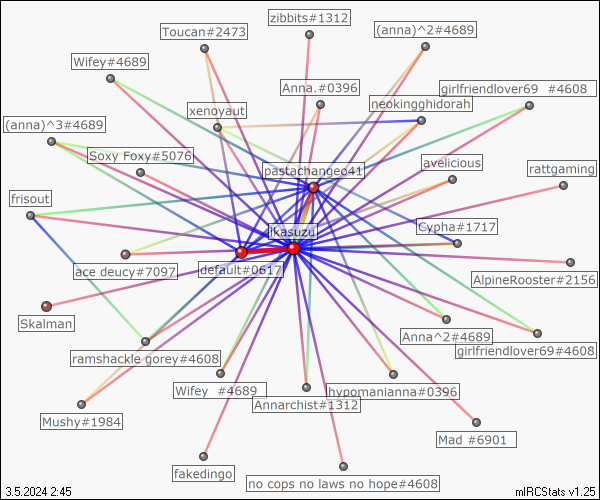 zibbits#1312
Toucan#2473
(anna)^2#4689
Wifey#4689
Anna.#0396
girlfriendlover69 #4608
neokingghidorah
xenoyaut
(anna)^3#4689
Soxy Foxy#5076
avelicious
pastachangeo41
rattgaming
frisout
ikasuzu
Cypha#1717
ace deucy#7097
default#0617
AlpineRooster#2156
Skalman
Anna^2#4689
girlfriendlover69#4608
ramshackle gorey#4608
Wifey #4689
hypomanianna#0396
Annarchist#1312
Mushy#1984
Mad #6901
fakedingo
no cops no laws no hope#4608
3.5.2024 2:45
mIRCStats v1.25